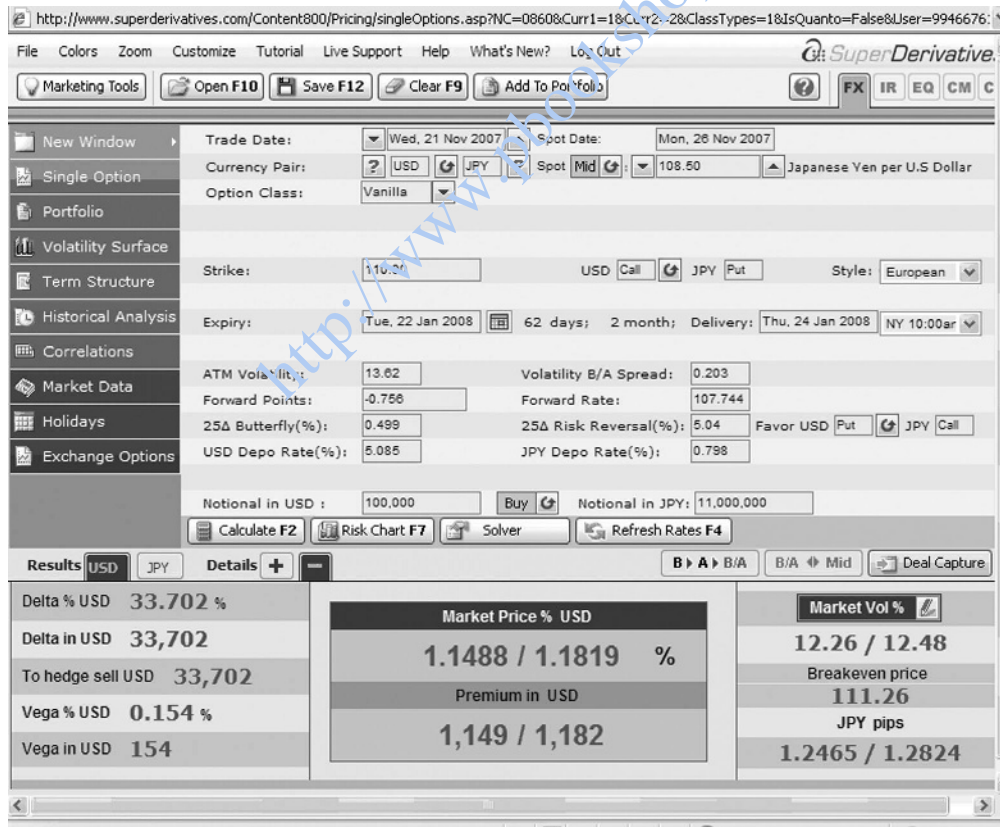 http://www.superderivatives.com/Content800/Pricing/singleOptions.asp?NC=0860&Curr1=1&Curr2=2&ClassTypes=1&IsQuanto=False&User=9946676:
File Colors Zoom Customize Tutorial Live Support Help What's New? Log Out
SuperDerivative
Marketing Tools Open F10 Save F12 Clear F9 Add To Portfolio FX IR EQ CM C
New Window Trade Date: Wed, 21 Nov 2007 Spot Date: Mon, 26 Nov 2007
Single Option Currency Pair: ? USD JPY ? Spot Mid : 108.50 Japanese Yen per U.S Dollar
Option Class: Vanilla
Portfolio
Volatility Surface
Strike: USD Call JPY Put Style: European
Term Structure
Historical Analysis Expiry: Tue, 22 Jan 2008 62 days; 2 month; Delivery: Thu, 24 Jan 2008 NY 10:00am
Correlations
Market Data ATM Volatility: 13.62 Volatility B/A Spread: 0.203
Forward Points: -0.756 Forward Rate: 107.744
Holidays 25Δ Butterfly(%): 0.499 25Δ Risk Reversal(%): 5.04 Favor USD Put JPY Call
Exchange Options USD Depo Rate(%): 5.085 JPY Depo Rate(%): 0.798
Notional in USD : 100,000 Buy Notional in JPY: 11,000,000
Calculate F2 Risk Chart F7 Solver Refresh Rates F4
Results USD JPY Details + − B A B/A B/A Mid Deal Capture
Delta % USD 33.702 %
Delta in USD 33,702
To hedge sell USD 33,702
Vega % USD 0.154 %
Vega in USD 154
Market Price % USD
1.1488 / 1.1819 %
Premium in USD
1,149 / 1,182
Market Vol %
12.26 / 12.48
Breakeven price
111.26
JPY pips
1.2465 / 1.2824